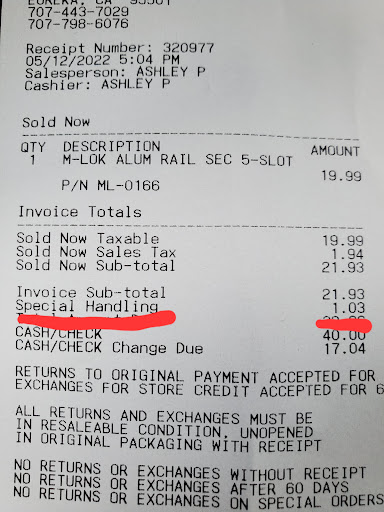 EUREKA, CA 95501
707-443-7029
707-798-6076
Receipt Number: 320977
05/12/2022 5:04 PM
Salesperson: ASHLEY P
Cashier: ASHLEY P
Sold Now
QTY DESCRIPTION AMOUNT
1 M-LOK ALUM RAIL SEC 5-SLOT
19.99
P/N ML-0166
Invoice Totals
Sold Now Taxable 19.99
Sold Now Sales Tax 1.94
Sold Now Sub-total 21.93
Invoice Sub-total 21.93
Special Handling 1.03
CASH/CHECK 40.00
CASH/CHECK Change Due 17.04
RETURNS TO ORIGINAL PAYMENT ACCEPTED FOR
EXCHANGES FOR STORE CREDIT ACCEPTED FOR 6
ALL RETURNS AND EXCHANGES MUST BE
IN RESALEABLE CONDITION, UNOPENED
IN ORIGINAL PACKAGING WITH RECEIPT
NO RETURNS OR EXCHANGES WITHOUT RECEIPT
NO RETURNS OR EXCHANGES AFTER 60 DAYS
NO RETURNS OR EXCHANGES ON SPECIAL ORDERS